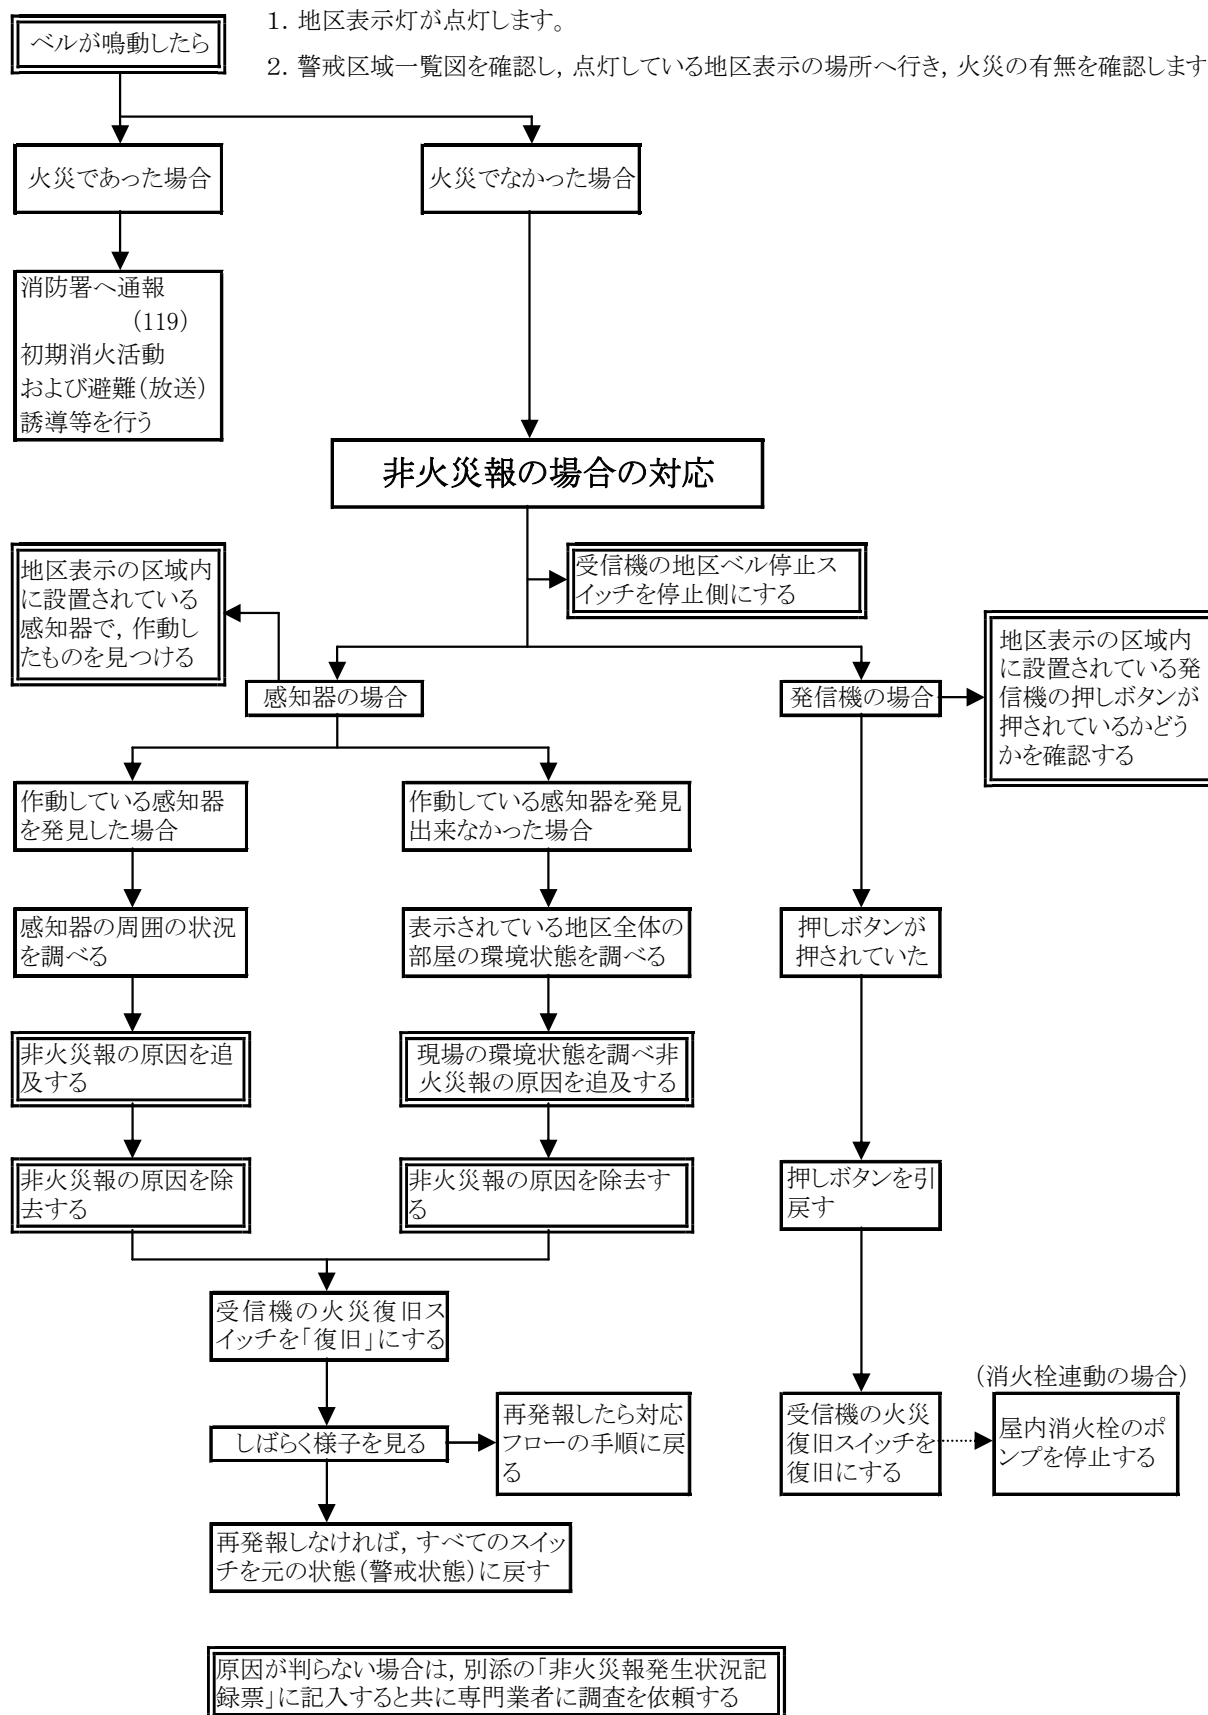 ベルが鳴動したら
1. 地区表示灯が点灯します。
2. 警戒区域一覧図を確認し, 点灯している地区表示の場所へ行き, 火災の有無を確認します
火災であった場合
火災でなかった場合
消防署へ通報
(119)
初期消火活動
および避難(放送)
誘導等を行う
非火災報の場合の対応
地区表示の区域内
に設置されている
感知器で, 作動し
たものを見つける
受信機の地区ベル停止ス
イッチを停止側にする
地区表示の区域内
に設置されている発
信機の押しボタンが
押されているかどう
かを確認する
感知器の場合
発信機の場合
作動している感知器
を発見した場合
作動している感知器を発見
出来なかった場合
感知器の周囲の状況
を調べる
表示されている地区全体の
部屋の環境状態を調べる
押しボタンが
押されていた
非火災報の原因を追
及する
現場の環境状態を調べ非
火災報の原因を追及する
非火災報の原因を除
去する
非火災報の原因を除去す
る
押しボタンを引
戻す
受信機の火災復旧ス
イッチを「復旧」にする
しばらく様子を見る
再発報したら対応
フローの手順に戻
る
受信機の火災
復旧スイッチを
復旧にする
(消火栓連動の場合)
屋内消火栓のポ
ンプを停止する
再発報しなければ, すべてのスイッ
チを元の状態(警戒状態)に戻す
原因が判らない場合は, 別添の「非火災報発生状況記
録票」に記入すると共に専門業者に調査を依頼する